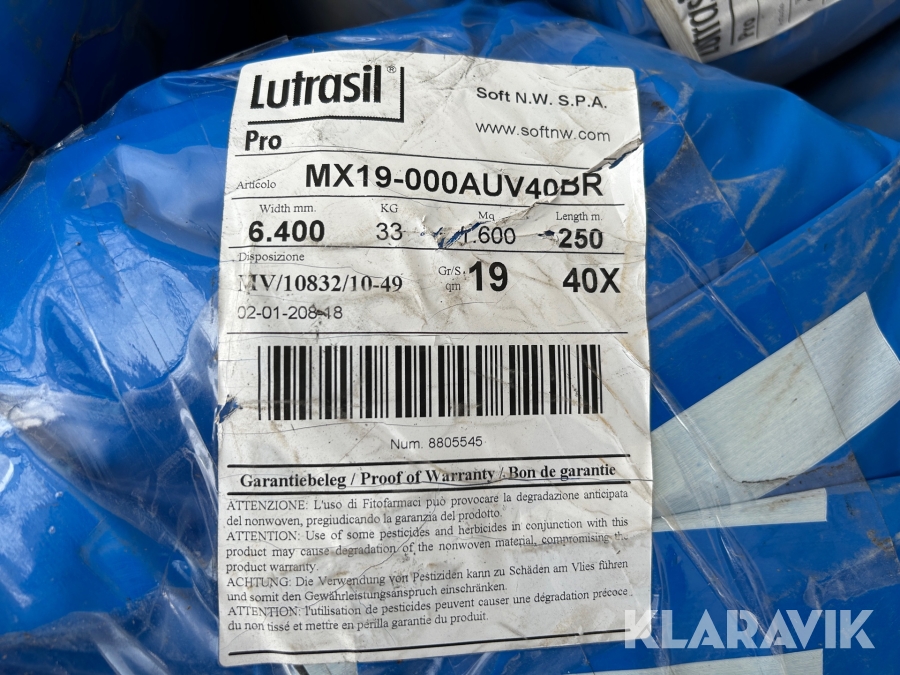 Lutrasil®
Pro
Soft N.W. S.P.A.
www.softnw.com
Articolo MX19-000AUV40BR
Width mm. KG Mq Length m.
6.400 33 1.600 250
Disposizione
MV/10832/10-49 Gr/S. qm 19 40X
02-01-208-18
Num. 8805545
Garantiebeleg / Proof of Warranty / Bon de garantie
ATTENZIONE: L'uso di Fitofarmaci può provocare la degradazione anticipata
del nonwoven, pregiudicando la garanzia del prodotto.
ATTENTION: Use of some pesticides and herbicides in conjunction with this
product may cause degradation of the nonwoven material, compromising the
product warranty.
ACHTUNG: Die Verwendung von Pestiziden kann zu Schäden am Vlies führen
und somit den Gewährleistungsanspruch einschränken.
ATTENTION: l'utilisation de pesticides peuvent causer une dégradation précoce
du non tissé et mettre en périlla garantie du produit.
Pro
KLARAVIK